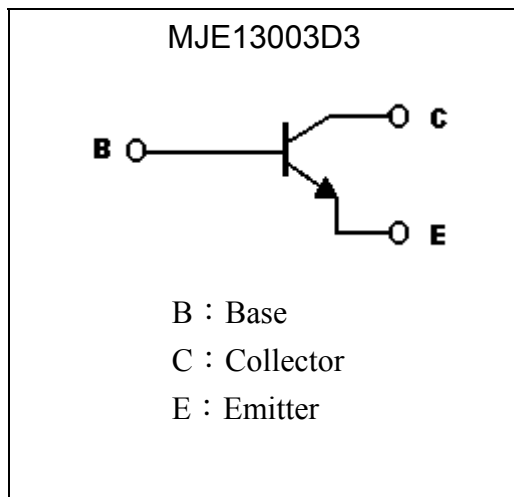 MJE13003D3
C
B
E
B：Base
C：Collector
E：Emitter